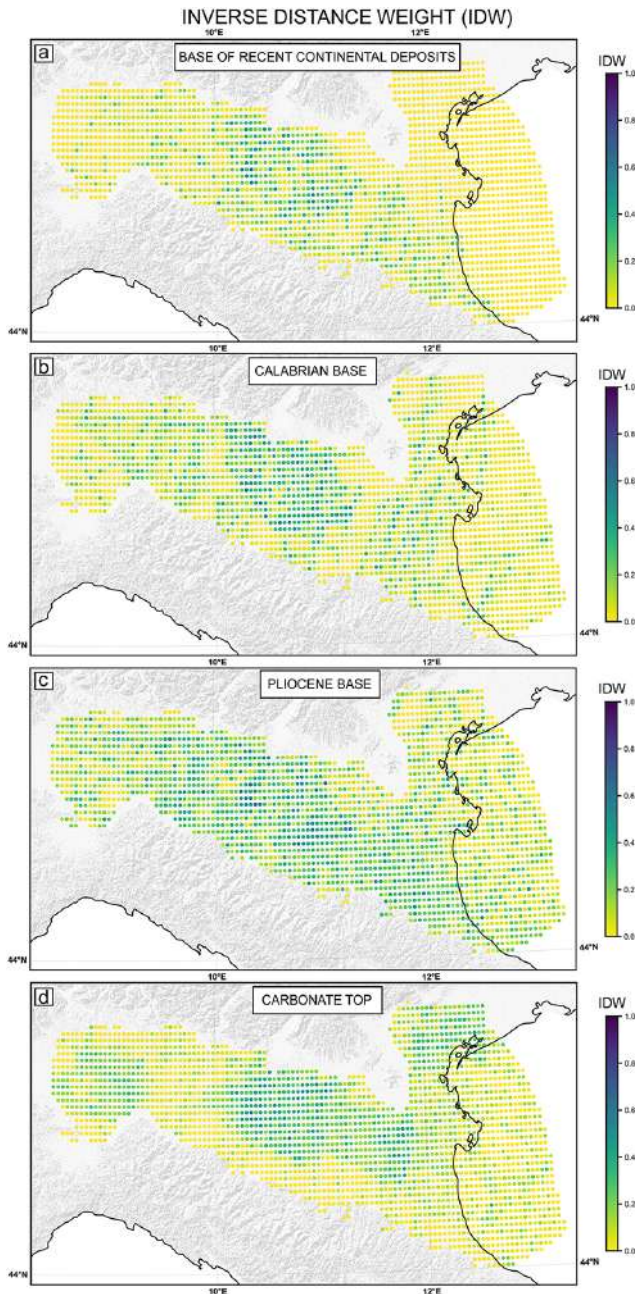 INVERSE DISTANCE WEIGHT (IDW)
10°E
12°E
a
BASE OF RECENT CONTINENTAL DEPOSITS
IDW
1.0
0.8
0.6
0.4
0.2
0.0
44°N
44°N
10°E
12°E
b
CALABRIAN BASE
IDW
1.0
0.8
0.6
0.4
0.2
0.0
44°N
44°N
10°E
12°E
c
PLIOCENE BASE
IDW
1.0
0.8
0.6
0.4
0.2
0.0
44°N
44°N
10°E
12°E
d
CARBONATE TOP
IDW
1.0
0.8
0.6
0.4
0.2
0.0
44°N
44°N
10°E
12°E